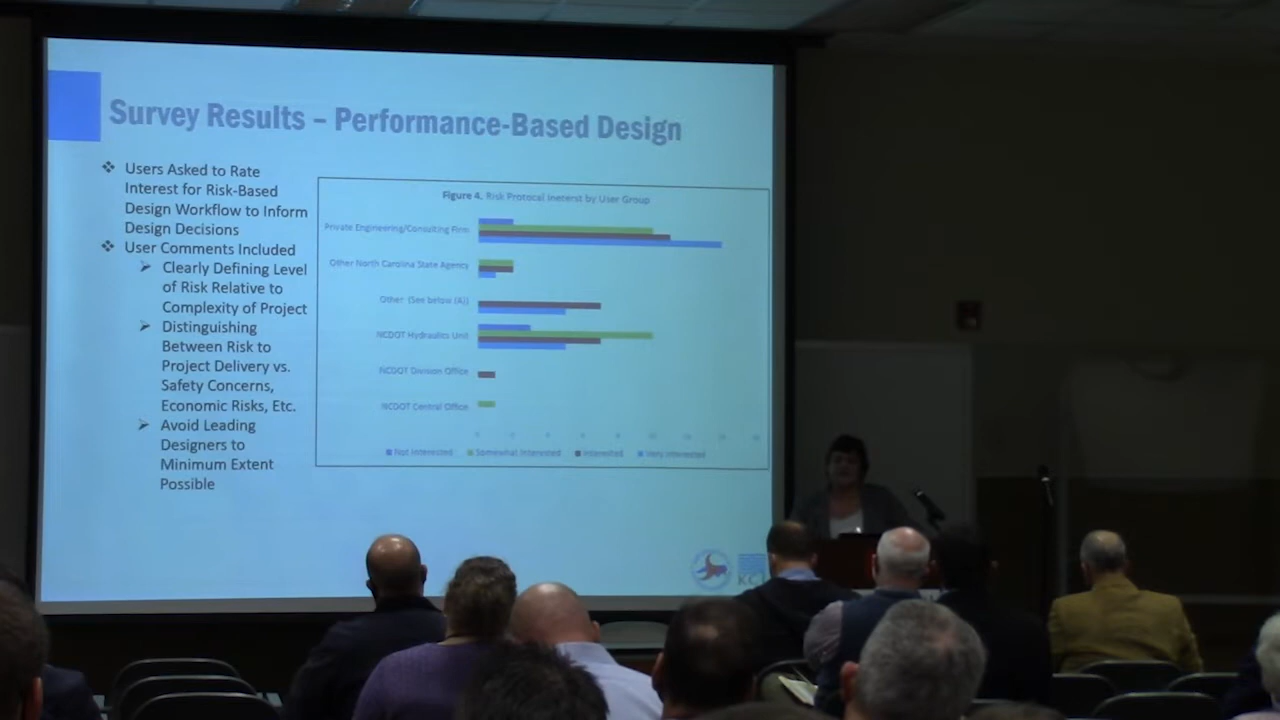 Survey Results – Performance-Based Design
❖ Users Asked to Rate
Interest for Risk-Based
Design Workflow to Inform
Design Decisions
❖ User Comments Included
➢ Clearly Defining Level
of Risk Relative to
Complexity of Project
➢ Distinguishing
Between Risk to
Project Delivery vs.
Safety Concerns,
Economic Risks, Etc.
➢ Avoid Leading
Designers to
Minimum Extent
Possible
Figure 4. Risk Protocal Ineterst by User Group
Private Engineering/Consulting Firm
Other North Carolina State Agency
Other (See below (A))
NCDOT Hydraulics Unit
NCDOT Division Office
NCDOT Central Office
Not Interested Somewhat Interested Interested Very Interested